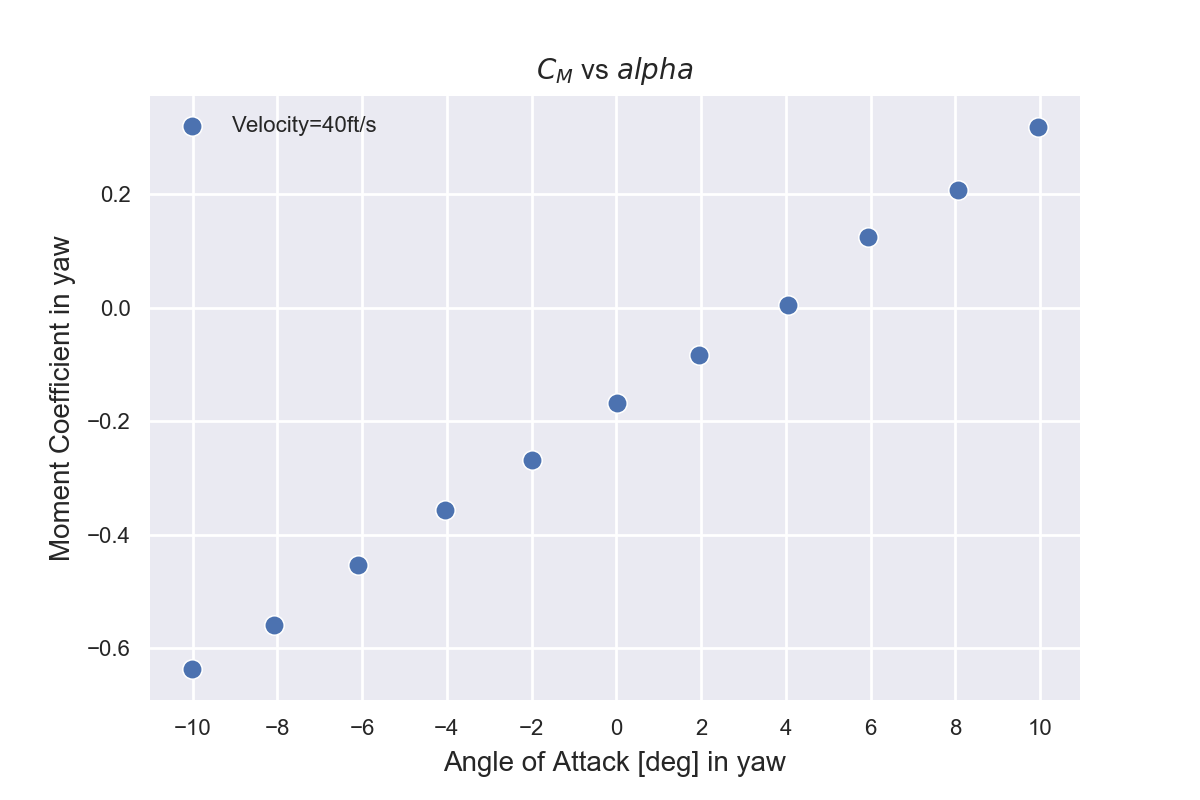 C_M vs alpha
Velocity=40ft/s
Moment Coefficient in yaw
0.2
0.0
−0.2
−0.4
−0.6
−10 −8 −6 −4 −2 0 2 4 6 8 10
Angle of Attack [deg] in yaw